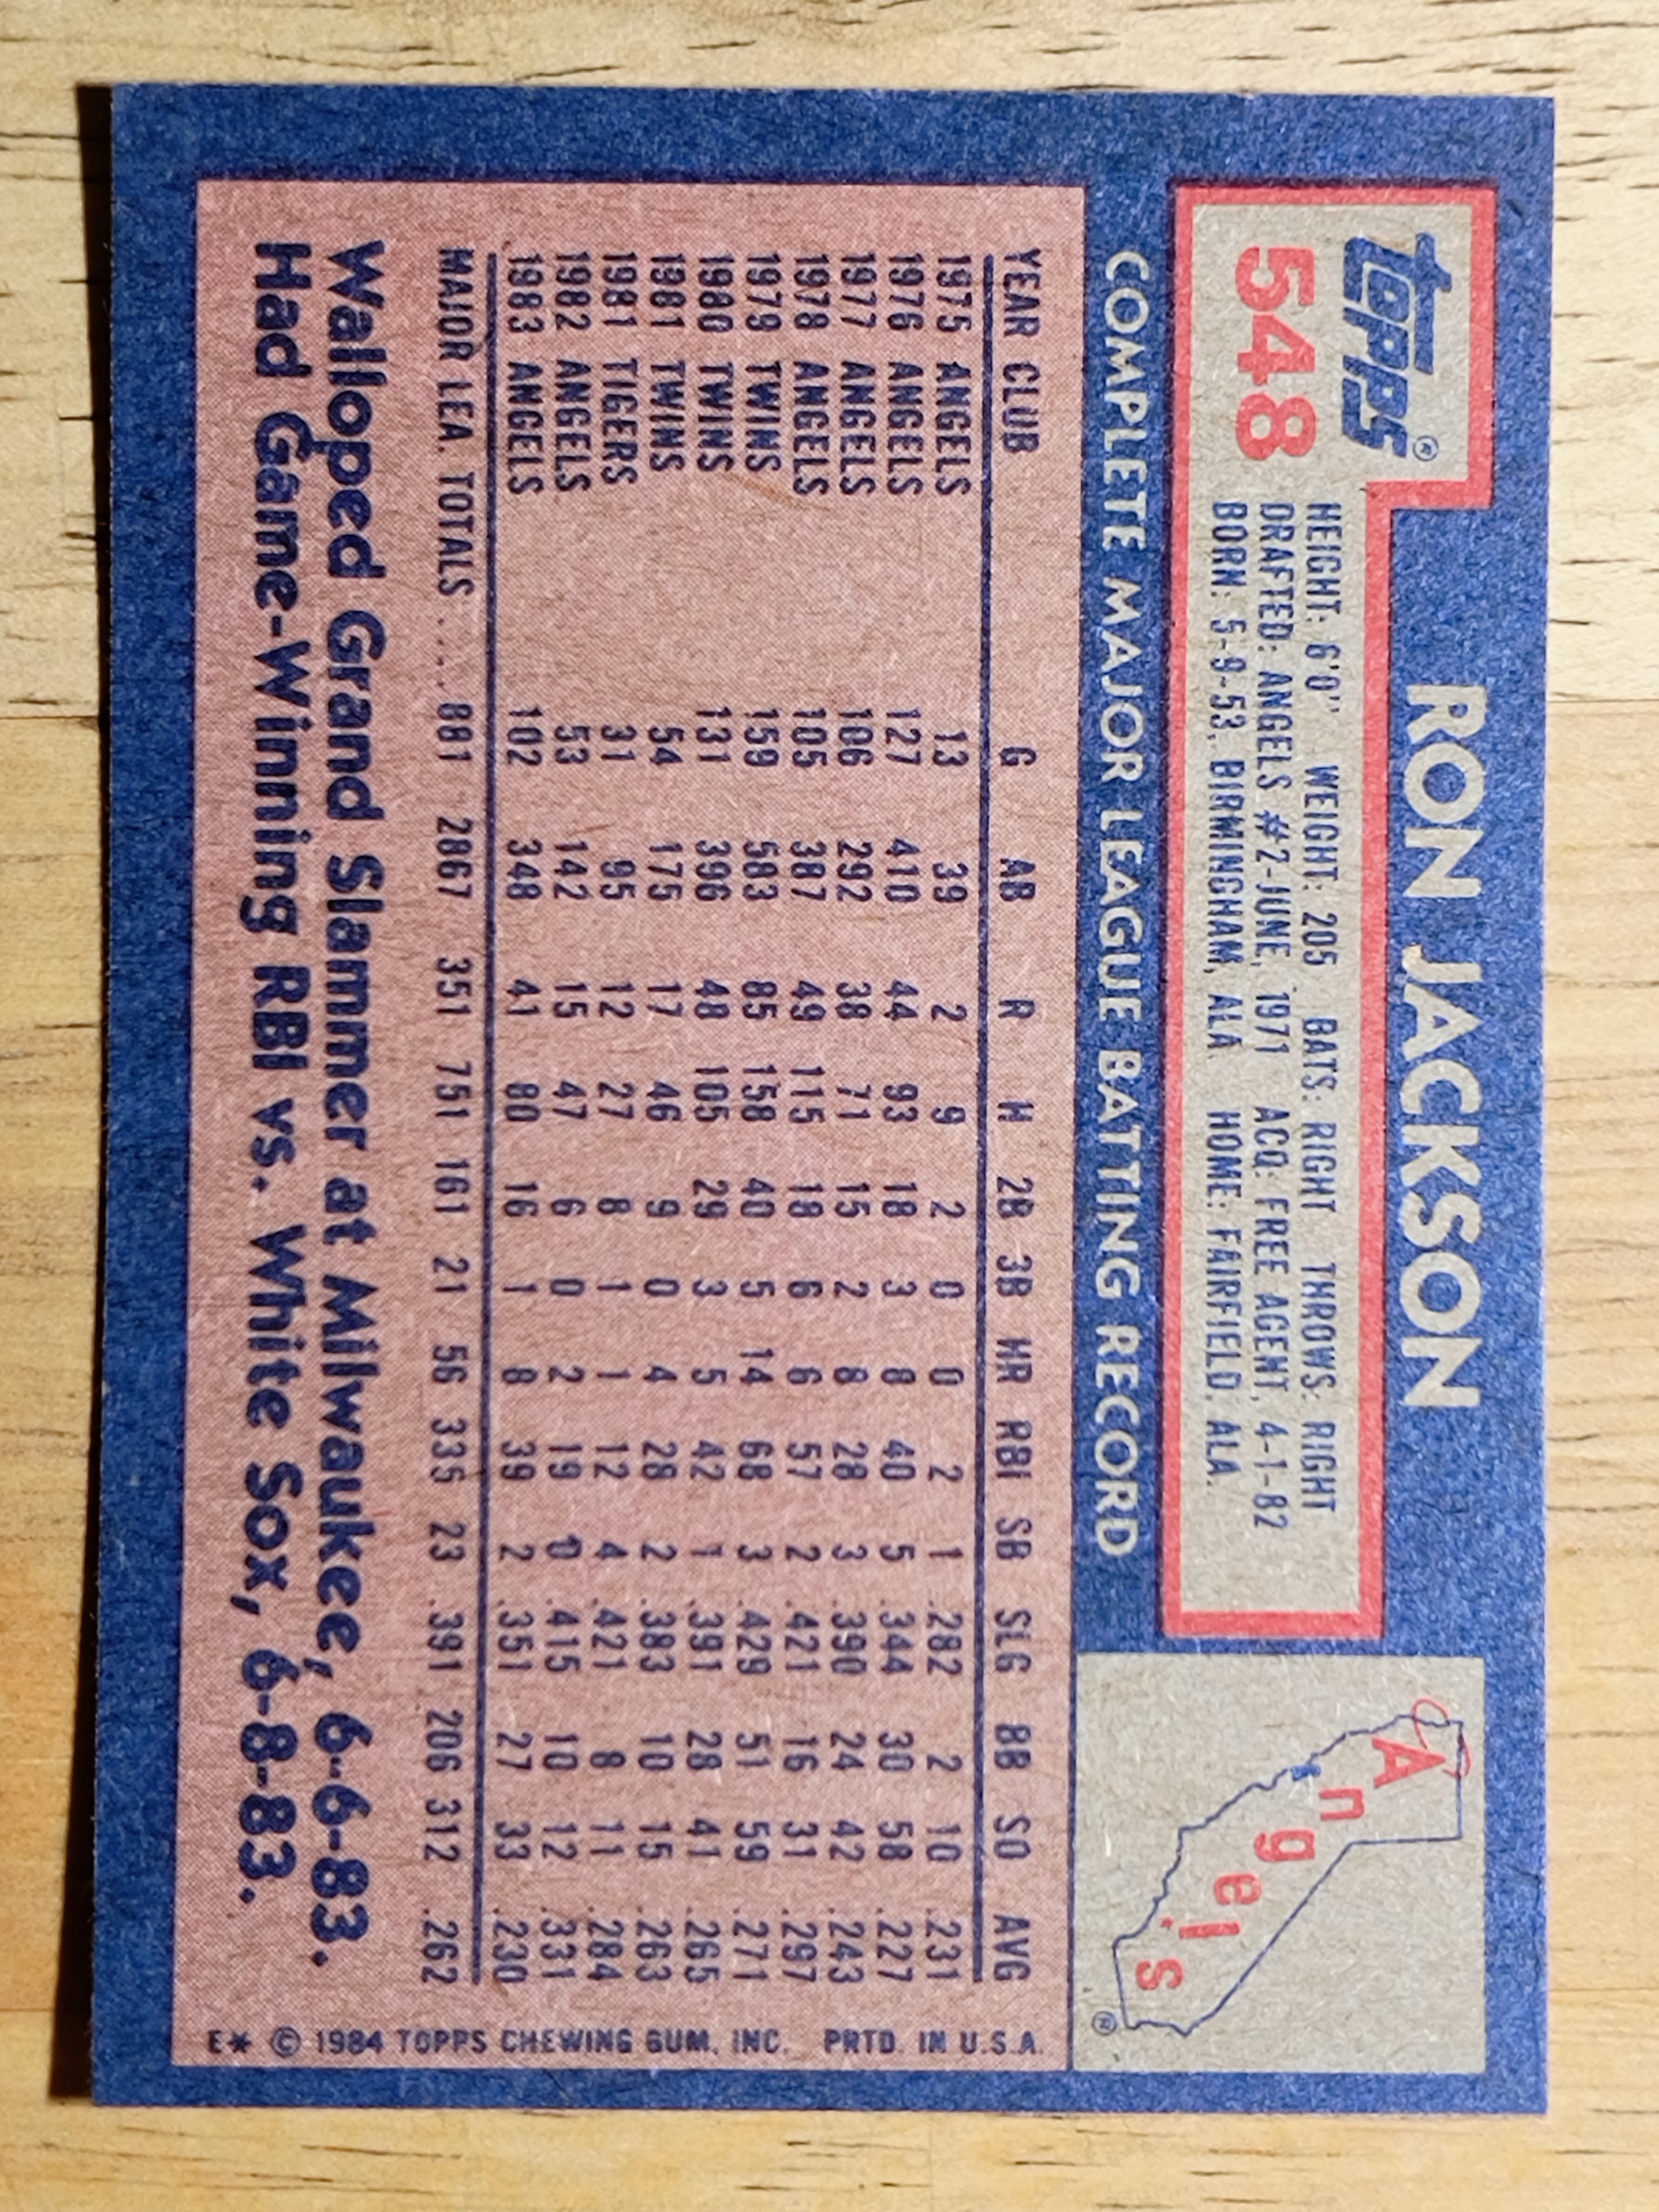 RON JACKSON
TOPPS®
548
HEIGHT: 6'0" WEIGHT: 205 BATS: RIGHT THROWS: RIGHT
DRAFTED: ANGELS #2-JUNE, 1971 ACQ: FREE AGENT, 4-1-82
BORN: 5-9-53, BIRMINGHAM, ALA. HOME: FAIRFIELD, ALA.
Angels
®
COMPLETE MAJOR LEAGUE BATTING RECORD
YEAR CLUB G AB R H 2B 3B HR RBI SB SLG BB SO AVG
1975 ANGELS 13 39 2 9 2 0 0 2 1 .282 2 10 .231
1976 ANGELS 127 410 44 93 18 3 8 40 5 .344 30 58 .227
1977 ANGELS 106 292 38 71 15 2 8 28 3 .390 24 42 .243
1978 ANGELS 105 387 49 115 18 6 6 57 2 .421 16 31 .297
1979 TWINS 159 583 85 158 40 5 14 68 3 .429 51 59 .271
1980 TWINS 131 396 48 105 29 3 5 42 1 .391 28 41 .265
1981 TWINS 54 175 17 46 9 0 4 28 2 .383 10 15 .263
1981 TIGERS 31 95 12 27 8 1 1 12 4 .421 8 11 .284
1982 ANGELS 53 142 15 47 6 0 2 19 0 .415 10 12 .331
1983 ANGELS 102 348 41 80 16 1 8 39 2 .351 27 33 .230
MAJOR LEA. TOTALS .... 881 2867 351 751 161 21 56 335 23 .391 206 312 .262
Walloped Grand Slammer at Milwaukee, 6-6-83.
Had Game-Winning RBI vs. White Sox, 6-8-83.
E* © 1984 TOPPS CHEWING GUM, INC. PRTD. IN U.S.A.